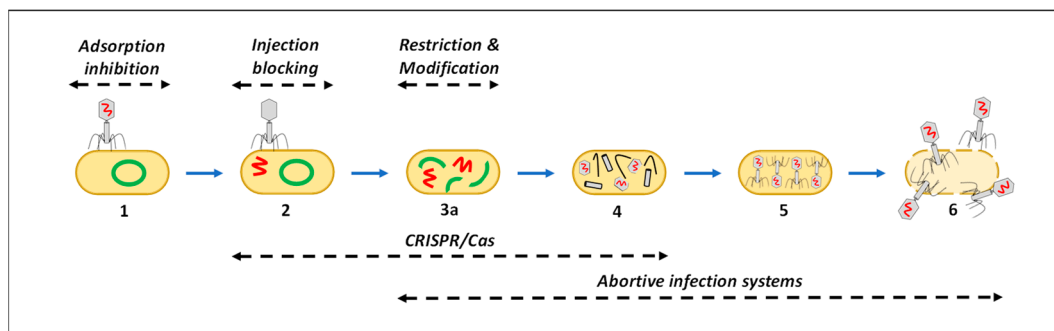 Adsorption
inhibition
Injection
blocking
Restriction &
Modification
1
2
3a
4
5
6
CRISPR/Cas
Abortive infection systems